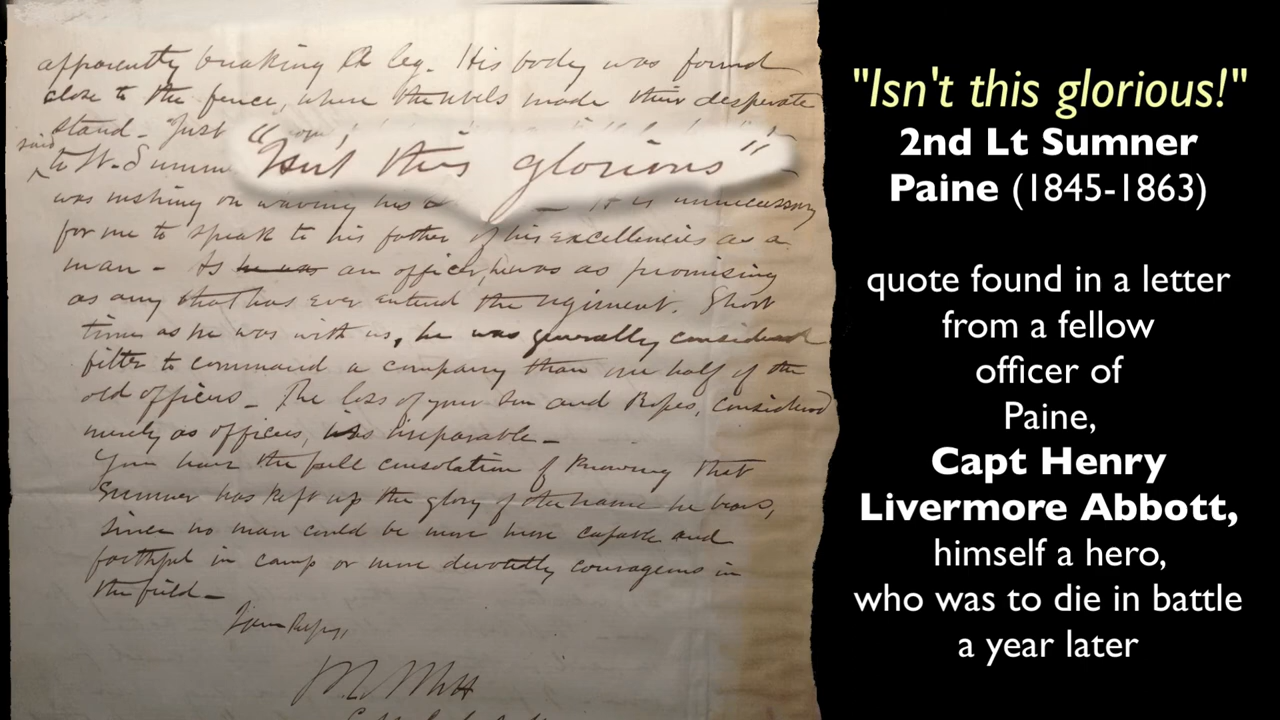 apparently breaking the leg. His body was found
close to the fence, where the rebels made their desperate
stand - Just
said
to W. Sumner "Isn't this glorious"
was rushing on waving his It is unnecessary
for me to speak to his father of his excellencies as a
man - As he was an officer, he was as promising
as any that has ever entered the regiment. Short
time as he was with us, he was generally considered
fitter to command a company than one half of the
old officers - The loss of your son and Ropes, considered
merely as officers, is irreparable -
You have the full consolation of knowing that
Sumner has kept up the glory of the name he bears,
since no man could be more more capable and
faithful in camp or more devotedly courageous in
the field -
"Isn't this glorious!"
2nd Lt Sumner
Paine (1845-1863)
quote found in a letter
from a fellow
officer of
Paine,
Capt Henry
Livermore Abbott,
himself a hero,
who was to die in battle
a year later